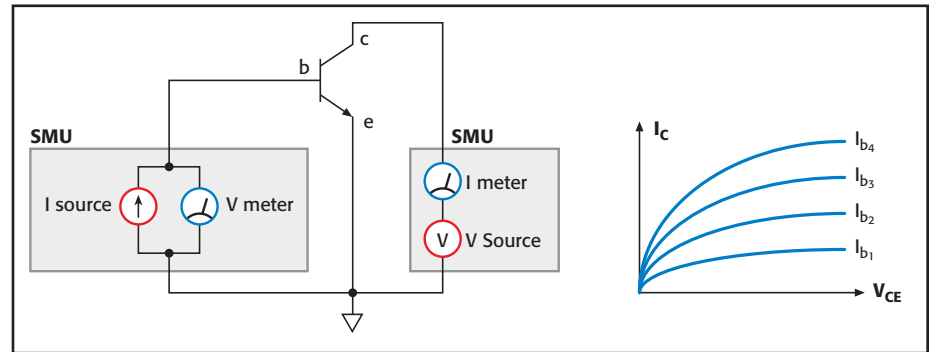 c
b
e
SMU
I source
V meter
SMU
I meter
V
V Source
I_C
I_b4
I_b3
I_b2
I_b1
V_CE